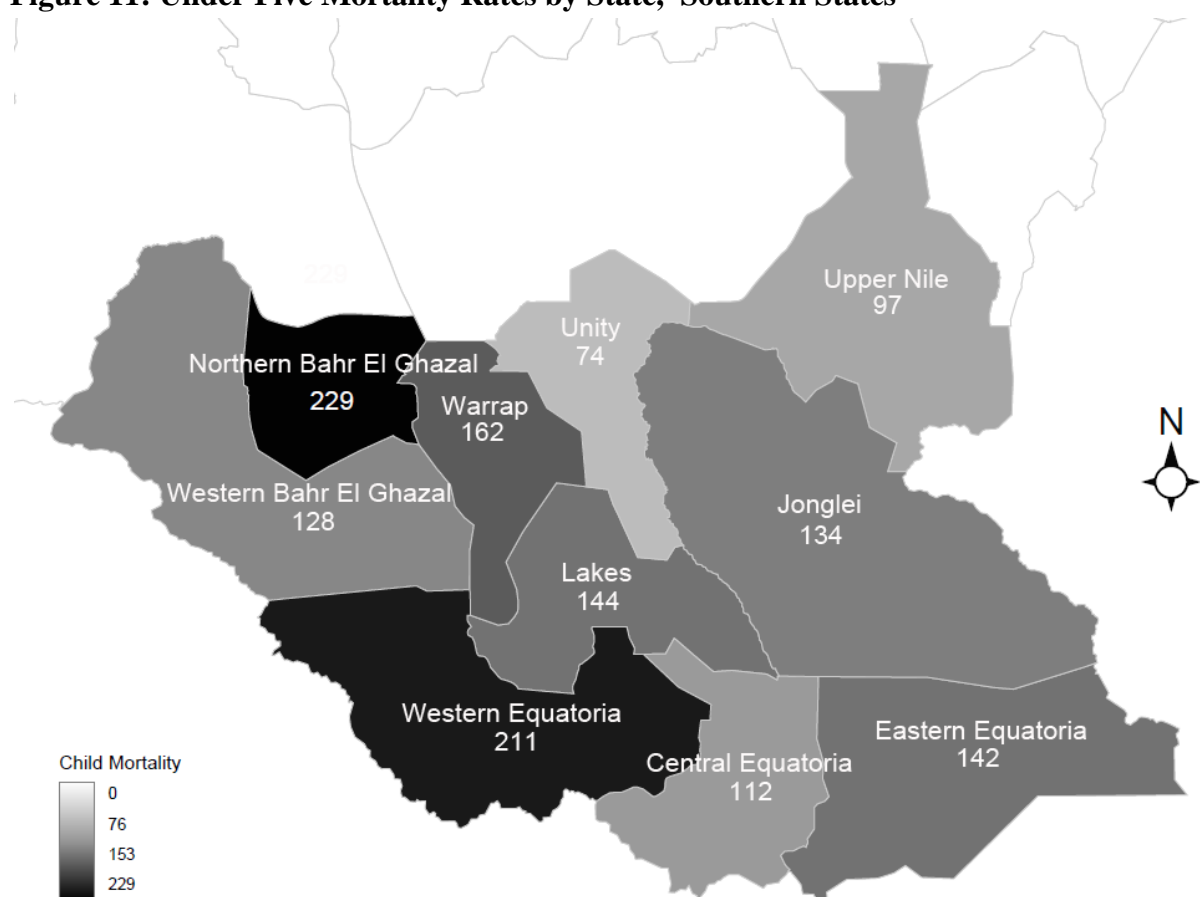 Figure 11: Under Five Mortality Rates by State, Southern States
229
Upper Nile
97
Unity
74
Northern Bahr El Ghazal
229
Warrap
162
Western Bahr El Ghazal
128
Jonglei
134
N
Lakes
144
Western Equatoria
211
Eastern Equatoria
142
Central Equatoria
112
Child Mortality
0
76
153
229